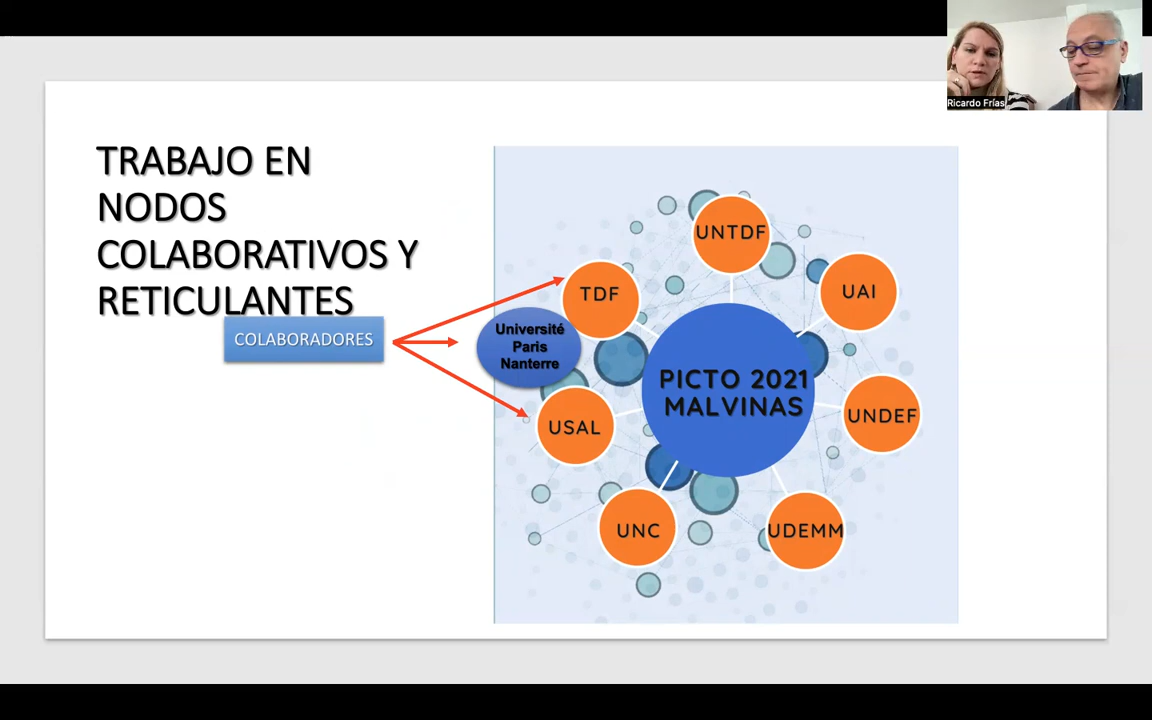 Ricardo Frías
TRABAJO EN
NODOS
COLABORATIVOS Y
RETICULANTES
COLABORADORES
UNTDF
TDF
UAI
Université
Paris
Nanterre
PICTO 2021
MALVINAS
UNDEF
USAL
UNC
UDEMM